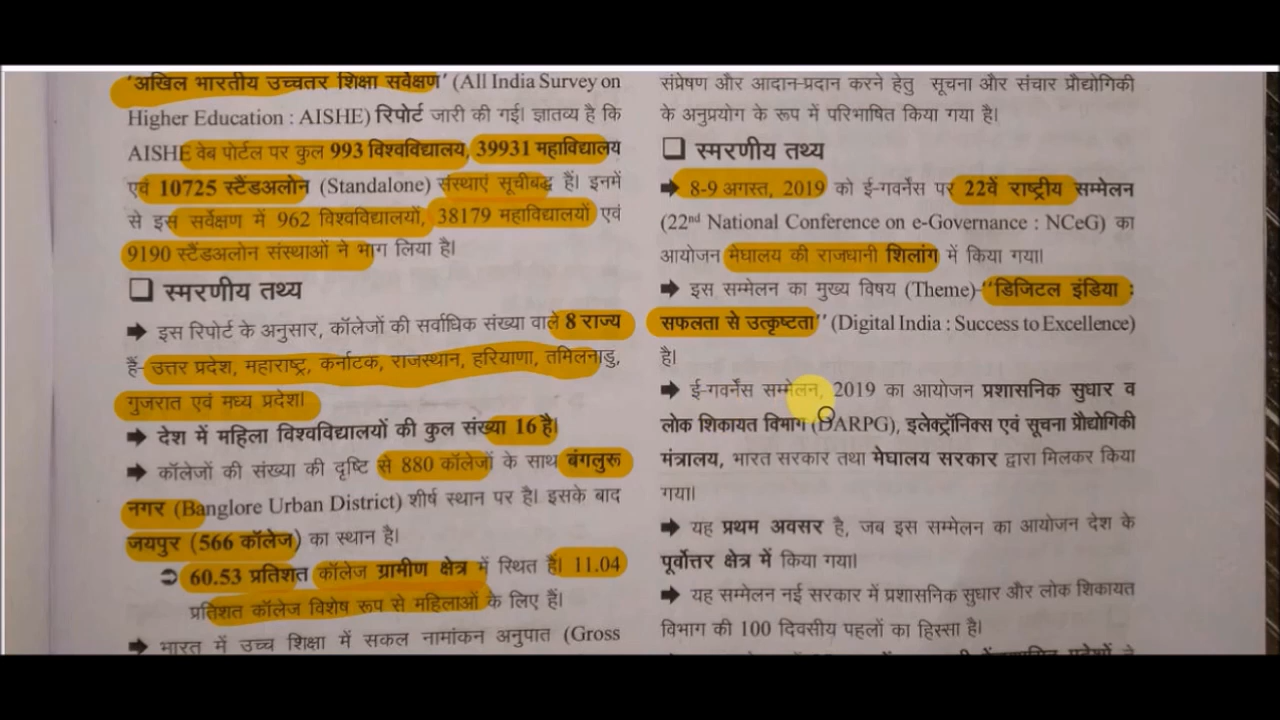 'अखिल भारतीय उच्चतर शिक्षा सर्वेक्षण' (All India Survey on
Higher Education : AISHE) रिपोर्ट जारी की गई। ज्ञातव्य है कि
AISHE वेब पोर्टल पर कुल 993 विश्वविद्यालय, 39931 महाविद्यालय
एवं 10725 स्टैंडअलोन (Standalone) संस्थाएं सूचीबद्ध हैं। इनमें
से इस सर्वेक्षण में 962 विश्वविद्यालयों, 38179 महाविद्यालयों एवं
9190 स्टैंडअलोन संस्थाओं ने भाग लिया है।
❑ स्मरणीय तथ्य
➡ इस रिपोर्ट के अनुसार, कॉलेजों की सर्वाधिक संख्या वाले 8 राज्य
हैं- उत्तर प्रदेश, महाराष्ट्र, कर्नाटक, राजस्थान, हरियाणा, तमिलनाडु,
गुजरात एवं मध्य प्रदेश।
➡ देश में महिला विश्वविद्यालयों की कुल संख्या 16 है।
➡ कॉलेजों की संख्या की दृष्टि से 880 कॉलेजों के साथ बंगलुरू
नगर (Banglore Urban District) शीर्ष स्थान पर है। इसके बाद
जयपुर (566 कॉलेज) का स्थान है।
➲ 60.53 प्रतिशत कॉलेज ग्रामीण क्षेत्र में स्थित हैं। 11.04
प्रतिशत कॉलेज विशेष रूप से महिलाओं के लिए हैं।
➡ भारत में उच्च शिक्षा में सकल नामांकन अनुपात (Gross
संप्रेषण और आदान-प्रदान करने हेतु सूचना और संचार प्रौद्योगिकी
के अनुप्रयोग के रूप में परिभाषित किया गया है।
❑ स्मरणीय तथ्य
➡ 8-9 अगस्त, 2019 को ई-गवर्नेंस पर 22वें राष्ट्रीय सम्मेलन
(22nd National Conference on e-Governance : NCeG) का
आयोजन मेघालय की राजधानी शिलांग में किया गया।
➡ इस सम्मेलन का मुख्य विषय (Theme)-''डिजिटल इंडिया :
सफलता से उत्कृष्टता'' (Digital India : Success to Excellence)
है।
➡ ई-गवर्नेंस सम्मेलन, 2019 का आयोजन प्रशासनिक सुधार व
लोक शिकायत विभाग (DARPG), इलेक्ट्रॉनिक्स एवं सूचना प्रौद्योगिकी
मंत्रालय, भारत सरकार तथा मेघालय सरकार द्वारा मिलकर किया
गया।
➡ यह प्रथम अवसर है, जब इस सम्मेलन का आयोजन देश के
पूर्वोत्तर क्षेत्र में किया गया।
➡ यह सम्मेलन नई सरकार में प्रशासनिक सुधार और लोक शिकायत
विभाग की 100 दिवसीय पहलों का हिस्सा है।